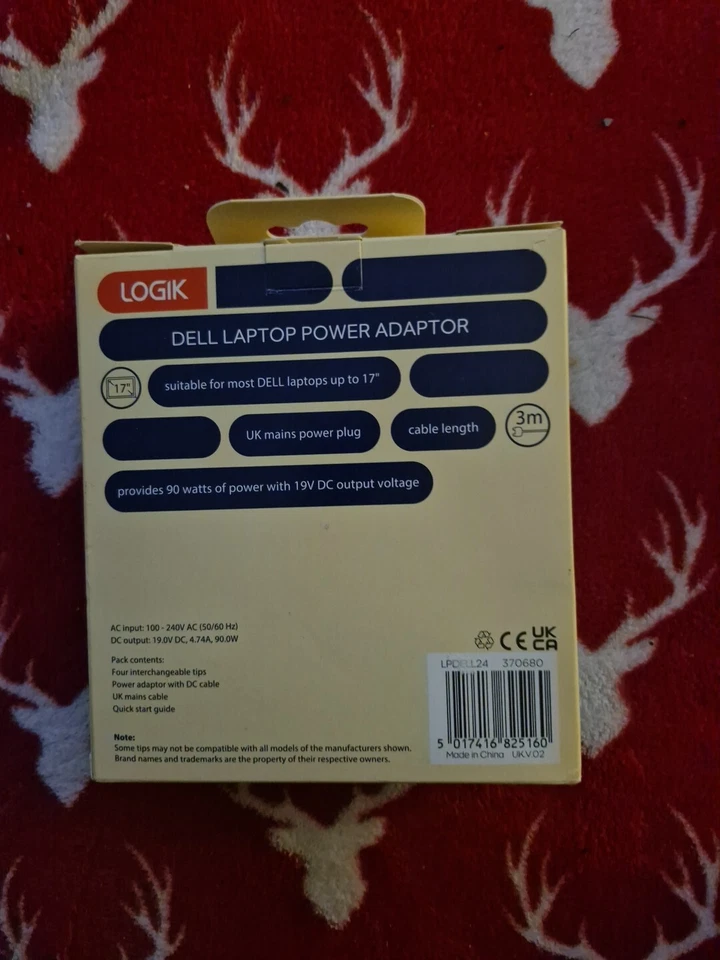 LOGIK
DELL LAPTOP POWER ADAPTOR
17"
suitable for most DELL laptops up to 17"
UK mains power plug
cable length
3m
provides 90 watts of power with 19V DC output voltage
AC input: 100 - 240V AC (50/60 Hz)
DC output: 19.0V DC, 4.74A, 90.0W
Pack contents:
Four interchangeable tips
Power adaptor with DC cable
UK mains cable
Quick start guide
Note:
Some tips may not be compatible with all models of the manufacturers shown.
Brand names and trademarks are the property of their respective owners.
CE
UK
CA
LPDELL24 370680
5 017416 825160
Made in China UK.V.02